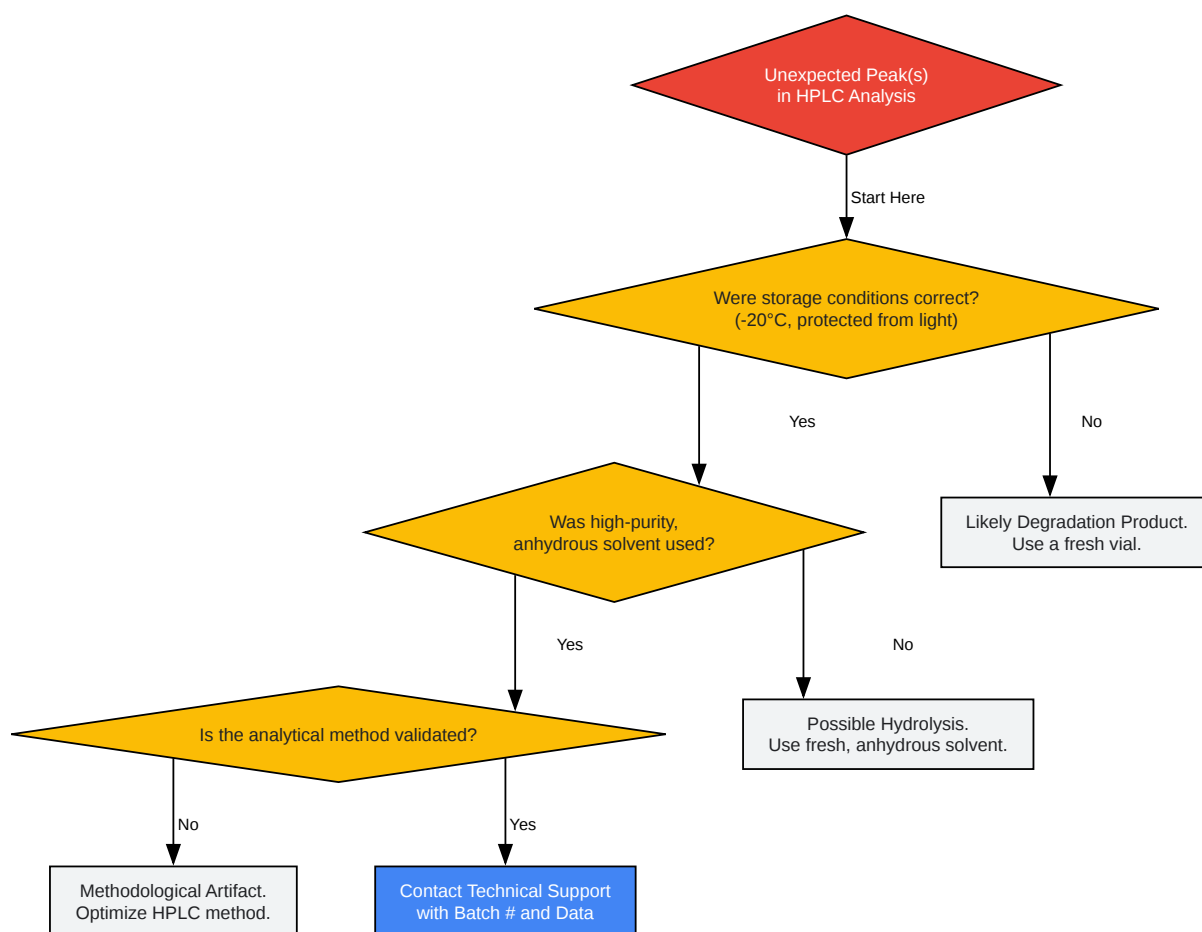 Unexpected Peak(s)
in HPLC Analysis
Start Here
Were storage conditions correct?
(-20°C, protected from light)
Yes
No
Was high-purity,
anhydrous solvent used?
Likely Degradation Product.
Use a fresh vial.
Yes
No
Is the analytical method validated?
Possible Hydrolysis.
Use fresh, anhydrous solvent.
No
Yes
Methodological Artifact.
Optimize HPLC method.
Contact Technical Support
with Batch # and Data